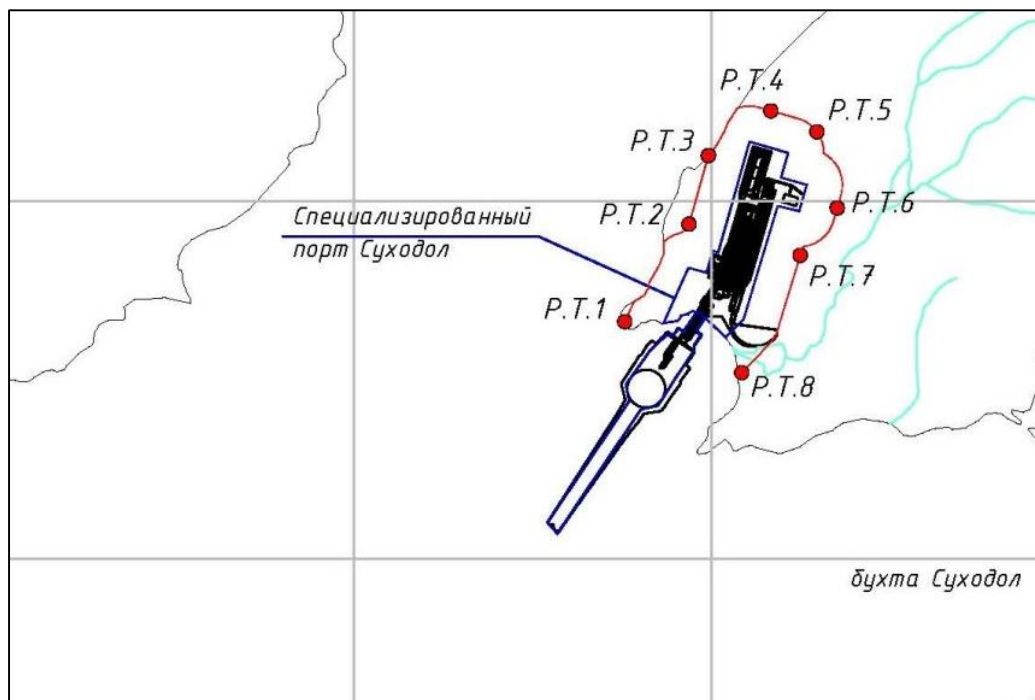 Р.Т.4
Р.Т.5
Р.Т.3
Специализированный
порт Суходол
Р.Т.2
Р.Т.6
Р.Т.7
Р.Т.1
Р.Т.8
бухта Суходол